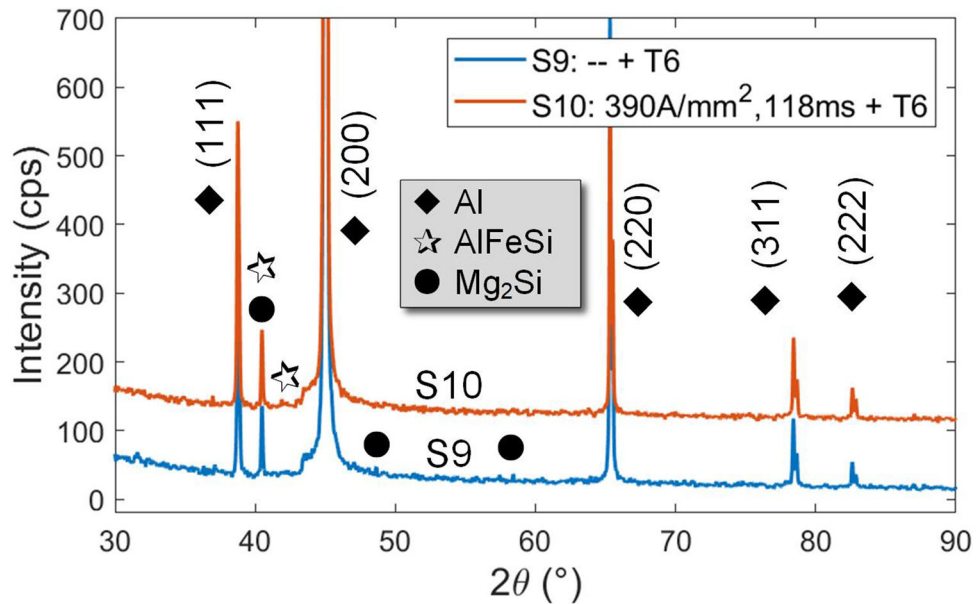 700
600
500
400
300
200
100
0
Intensity (cps)
S9: -- + T6
S10: 390A/mm²,118ms + T6
(111)
(200)
(220)
(311)
(222)
Al
AlFeSi
Mg₂Si
S10
S9
30 40 50 60 70 80 90
2θ (°)